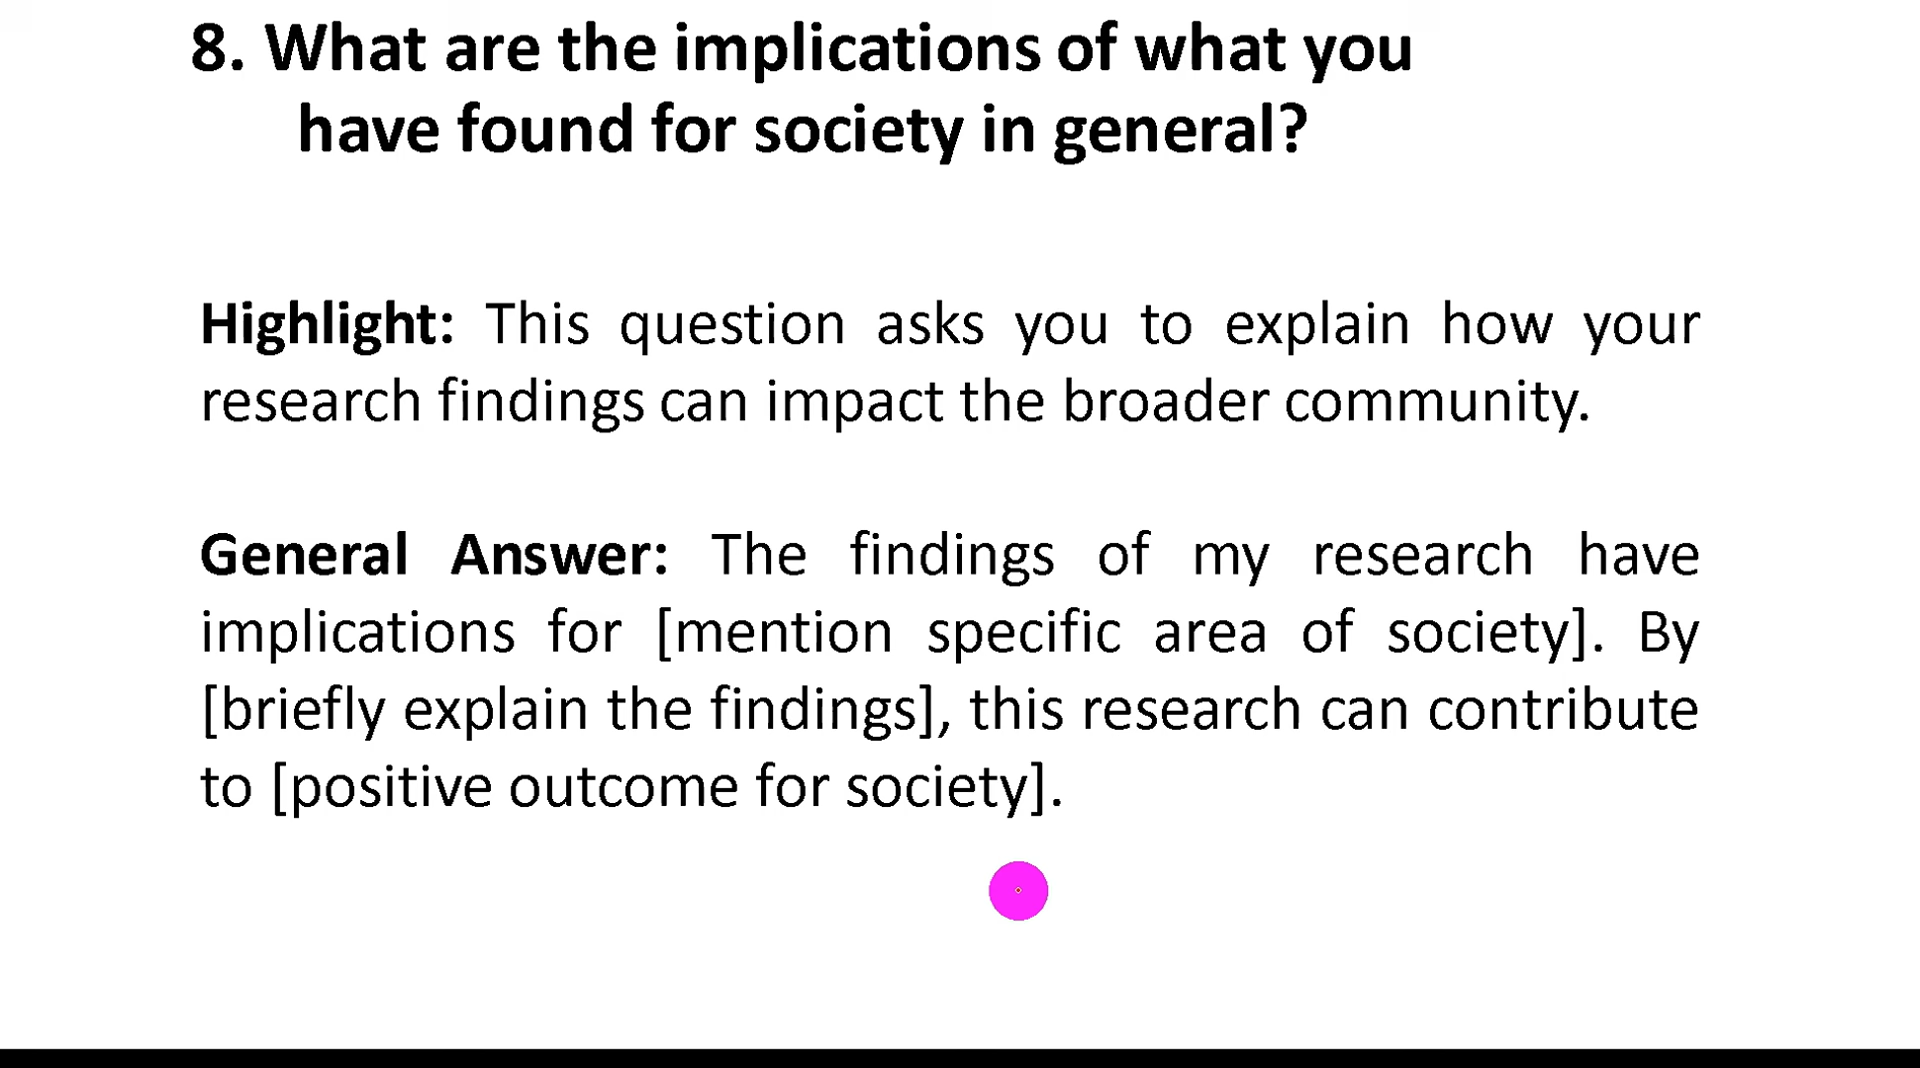 8. What are the implications of what you
have found for society in general?
Highlight: This question asks you to explain how your
research findings can impact the broader community.
General Answer: The findings of my research have
implications for [mention specific area of society]. By
[briefly explain the findings], this research can contribute
to [positive outcome for society].